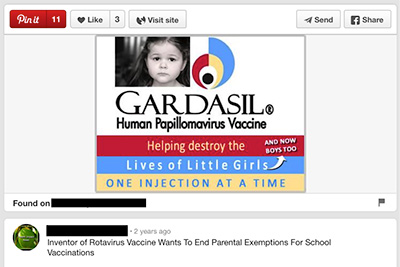 Pin it 11 Like 3 Visit site Send Share
GARDASIL®
Human Papillomavirus Vaccine
Helping destroy the AND NOW
BOYS TOO
Lives of Little Girls
ONE INJECTION AT A TIME
Found on
• 2 years ago
Inventor of Rotavirus Vaccine Wants To End Parental Exemptions For School
Vaccinations